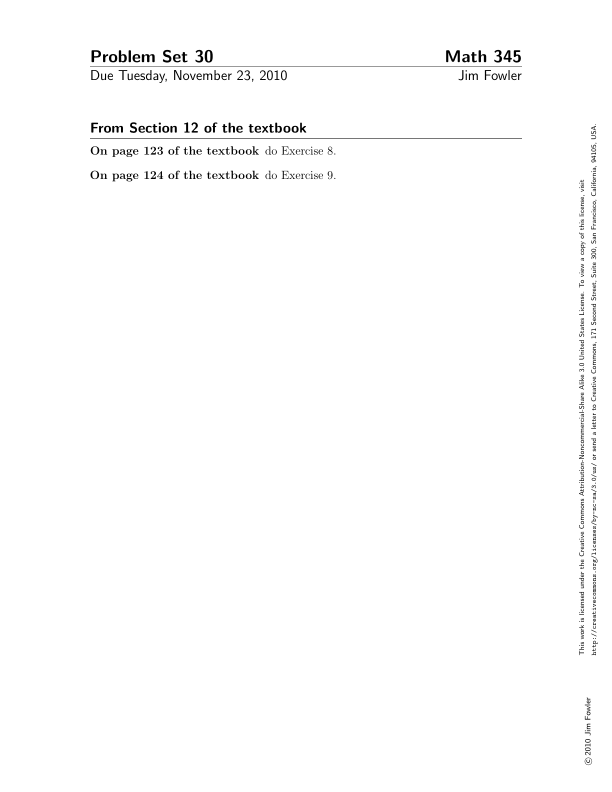 Problem Set 30 Math 345
Due Tuesday, November 23, 2010 Jim Fowler
From Section 12 of the textbook
On page 123 of the textbook do Exercise 8.
On page 124 of the textbook do Exercise 9.
This work is licensed under the Creative Commons Attribution-Noncommercial-Share Alike 3.0 United States License. To view a copy of this license, visit
http://creativecommons.org/licenses/by-nc-sa/3.0/us/ or send a letter to Creative Commons, 171 Second Street, Suite 300, San Francisco, California, 94105, USA.
© 2010 Jim Fowler